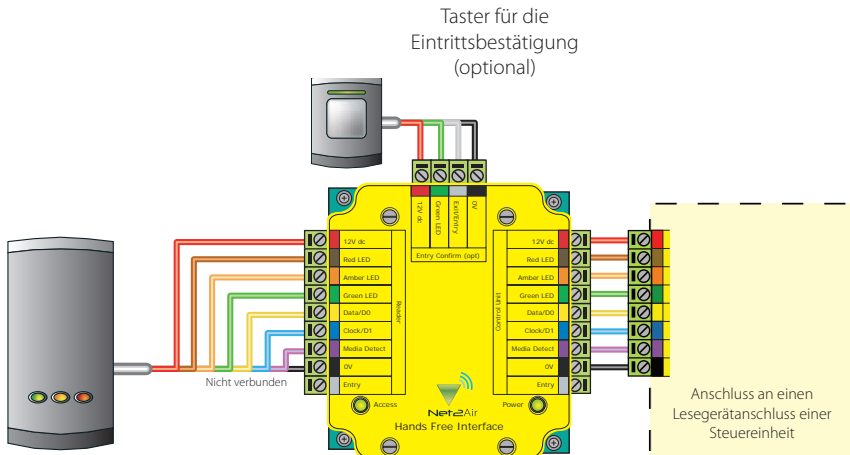 Taster für die
Eintrittsbestätigung
(optional)
12V dc
Green LED
Exit/Entry
0V
Entry Confirm (opt)
12V dc
Red LED
Amber LED
Green LED
Data/D0
Clock/D1
Media Detect
0V
Entry
Reader
Control Unit
12V dc
Red LED
Amber LED
Green LED
Data/D0
Clock/D1
Media Detect
0V
Entry
Nicht verbunden
Access
Net2Air
Power
Hands Free Interface
Anschluss an einen
Lesegerätanschluss einer
Steuereinheit